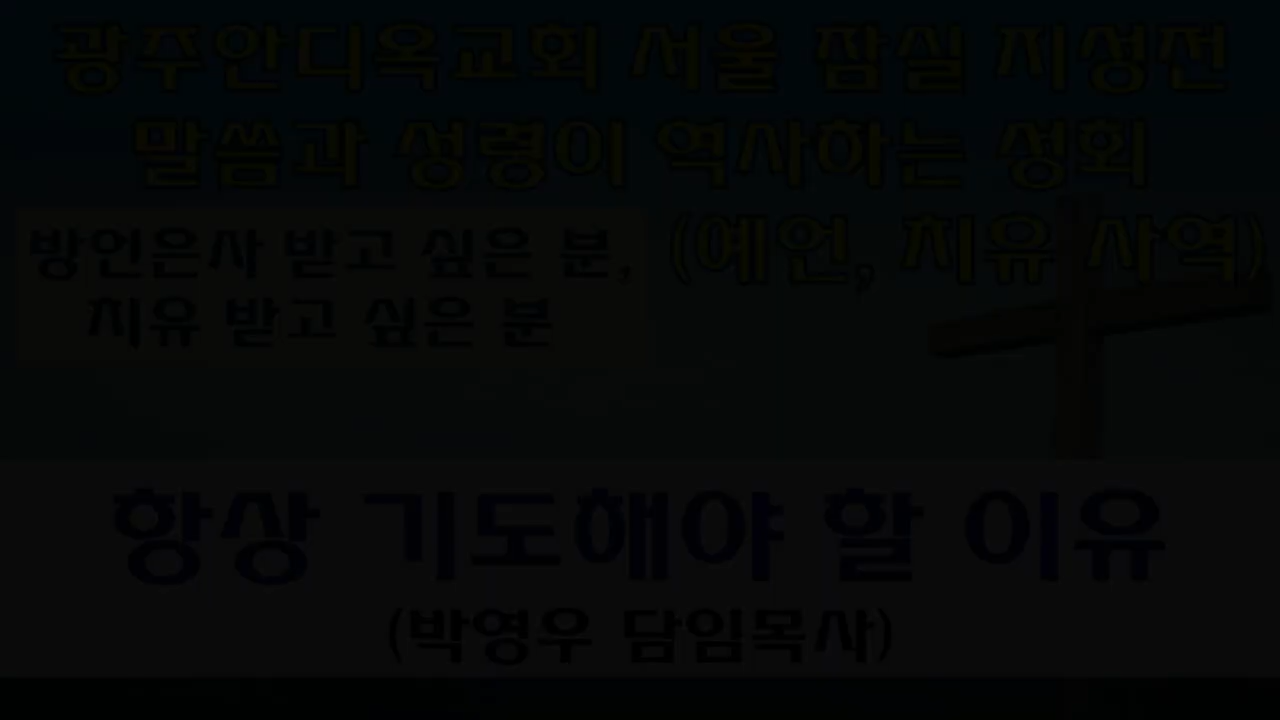 광주안디옥교회 서울 잠실 지성전
말씀과 성령이 역사하는 성회
(예언, 치유 사역)
방언은사 받고 싶은 분,
치유 받고 싶은 분
항상 기도해야 할 이유
(박영우 담임목사)